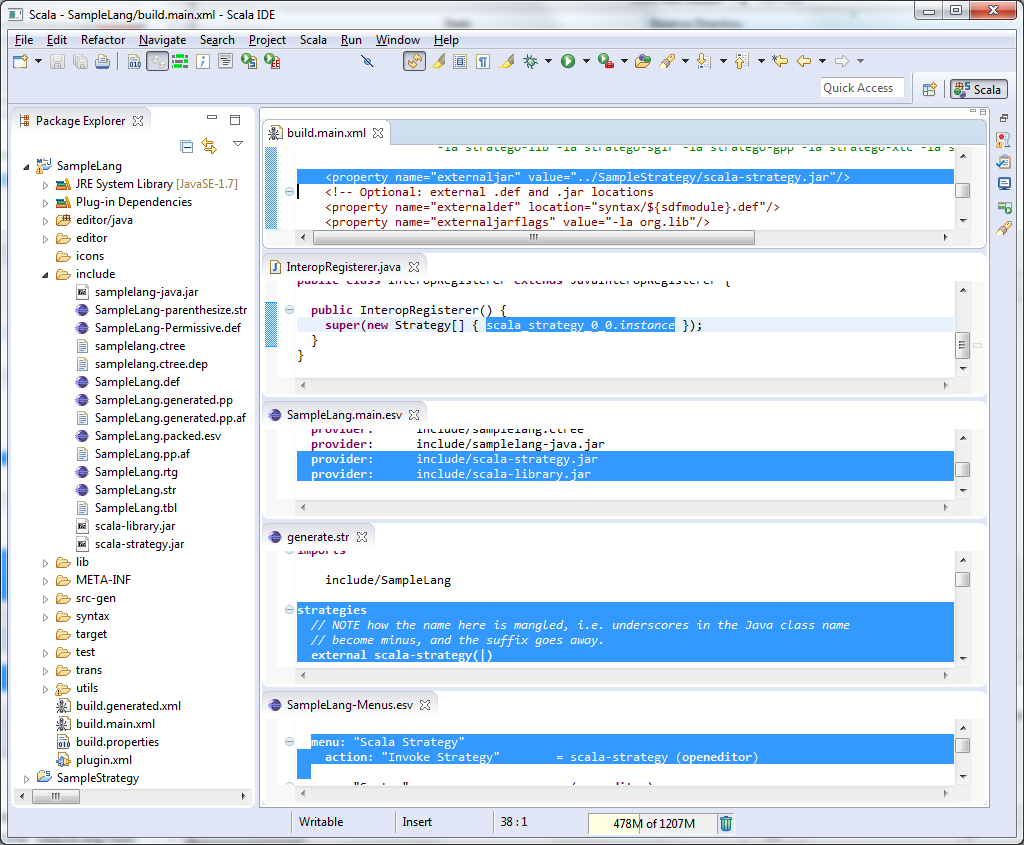 Scala - SampleLang/build.main.xml - Scala IDE
File Edit Refactor Navigate Search Project Scala Run Window Help
Quick Access
Scala
Package Explorer
SampleLang
JRE System Library [JavaSE-1.7]
Plug-in Dependencies
editor/java
editor
icons
include
samplelang-java.jar
SampleLang-parenthesize.str
SampleLang-Permissive.def
samplelang.ctree
samplelang.ctree.dep
SampleLang.def
SampleLang.generated.pp
SampleLang.generated.pp.af
SampleLang.packed.esv
SampleLang.pp.af
SampleLang.rtg
SampleLang.str
SampleLang.tbl
scala-library.jar
scala-strategy.jar
lib
META-INF
src-gen
syntax
target
test
trans
utils
build.generated.xml
build.main.xml
build.properties
plugin.xml
SampleStrategy
build.main.xml
-la stratego-lib -la stratego-sglr -la stratego-gpp -la stratego-xtc -la s
<property name="externaljar" value="../SampleStrategy/scala-strategy.jar"/>
<!-- Optional: external .def and .jar locations
<property name="externaldef" location="syntax/${sdfmodule}.def"/>
<property name="externaljarflags" value="-la org.lib"/>
InteropRegisterer.java
public class InteropRegisterer extends JavaInteropRegisterer {
public InteropRegisterer() {
super(new Strategy[] { scala_strategy_0_0.instance });
}
}
SampleLang.main.esv
provider: include/samplelang.ctree
provider: include/samplelang-java.jar
provider: include/scala-strategy.jar
provider: include/scala-library.jar
generate.str
imports
include/SampleLang
strategies
// NOTE how the name here is mangled, i.e. underscores in the Java class name
// become minus, and the suffix goes away.
external scala-strategy(|)
SampleLang-Menus.esv
menu: "Scala Strategy"
action: "Invoke Strategy" = scala-strategy (openeditor)
Writable
Insert
38 : 1
478M of 1207M